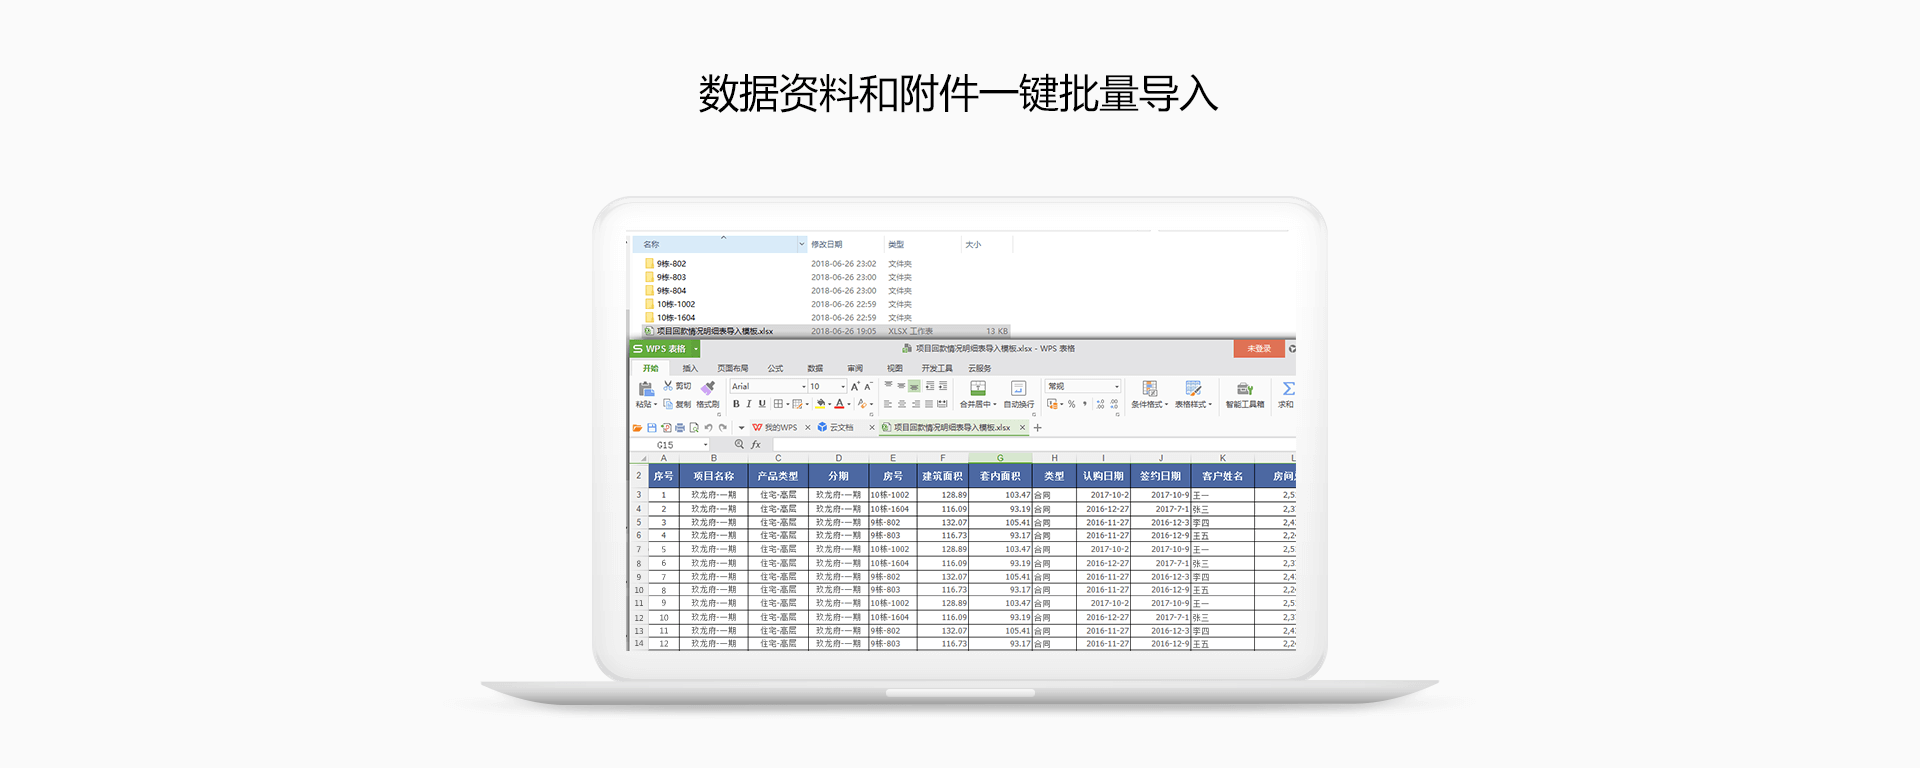 数据资料和附件一键批量导入
名称 修改日期 类型 大小
9栋-802 2018-06-26 23:02 文件夹
9栋-803 2018-06-26 23:00 文件夹
9栋-804 2018-06-26 23:00 文件夹
10栋-1002 2018-06-26 22:59 文件夹
10栋-1604 2018-06-26 22:59 文件夹
项目回款情况明细表导入模板.xlsx 2018-06-26 19:05 XLSX 工作表 13 KB
S WPS 表格 项目回款情况明细表导入模板.xlsx - WPS 表格 未登录
开始 插入 页面布局 公式 数据 审阅 视图 开发工具 云服务
剪切 Arial 10 A+ A- 常规
粘贴 复制 格式刷 B I U A 合并居中 自动换行 % 条件格式 表格样式 智能工具箱 求和
我的WPS × 云文档 × 项目回款情况明细表导入模板.xlsx × +
G15 fx
A B C D E F G H I J K L
2 序号 项目名称 产品类型 分期 房号 建筑面积 套内面积 类型 认购日期 签约日期 客户姓名 房间
3 1 玖龙府-一期 住宅-高层 玖龙府-一期 10栋-1002 128.89 103.47 合同 2017-10-2 2017-10-9 王一 2,5
4 2 玖龙府-一期 住宅-高层 玖龙府-一期 10栋-1604 116.09 93.19 合同 2016-12-27 2017-7-1 张三 2,3
5 3 玖龙府-一期 住宅-高层 玖龙府-一期 9栋-802 132.07 105.41 合同 2016-11-27 2016-12-3 李四 2,4
6 4 玖龙府-一期 住宅-高层 玖龙府-一期 9栋-803 116.73 93.17 合同 2016-11-27 2016-12-9 王五 2,2
7 5 玖龙府-一期 住宅-高层 玖龙府-一期 10栋-1002 128.89 103.47 合同 2017-10-2 2017-10-9 王一 2,5
8 6 玖龙府-一期 住宅-高层 玖龙府-一期 10栋-1604 116.09 93.19 合同 2016-12-27 2017-7-1 张三 2,3
9 7 玖龙府-一期 住宅-高层 玖龙府-一期 9栋-802 132.07 105.41 合同 2016-11-27 2016-12-3 李四 2,4
10 8 玖龙府-一期 住宅-高层 玖龙府-一期 9栋-803 116.73 93.17 合同 2016-11-27 2016-12-9 王五 2,2
11 9 玖龙府-一期 住宅-高层 玖龙府-一期 10栋-1002 128.89 103.47 合同 2017-10-2 2017-10-9 王一 2,5
12 10 玖龙府-一期 住宅-高层 玖龙府-一期 10栋-1604 116.09 93.19 合同 2016-12-27 2017-7-1 张三 2,3
13 11 玖龙府-一期 住宅-高层 玖龙府-一期 9栋-802 132.07 105.41 合同 2016-11-27 2016-12-3 李四 2,4
14 12 玖龙府-一期 住宅-高层 玖龙府-一期 9栋-803 116.73 93.17 合同 2016-11-27 2016-12-9 王五 2,2